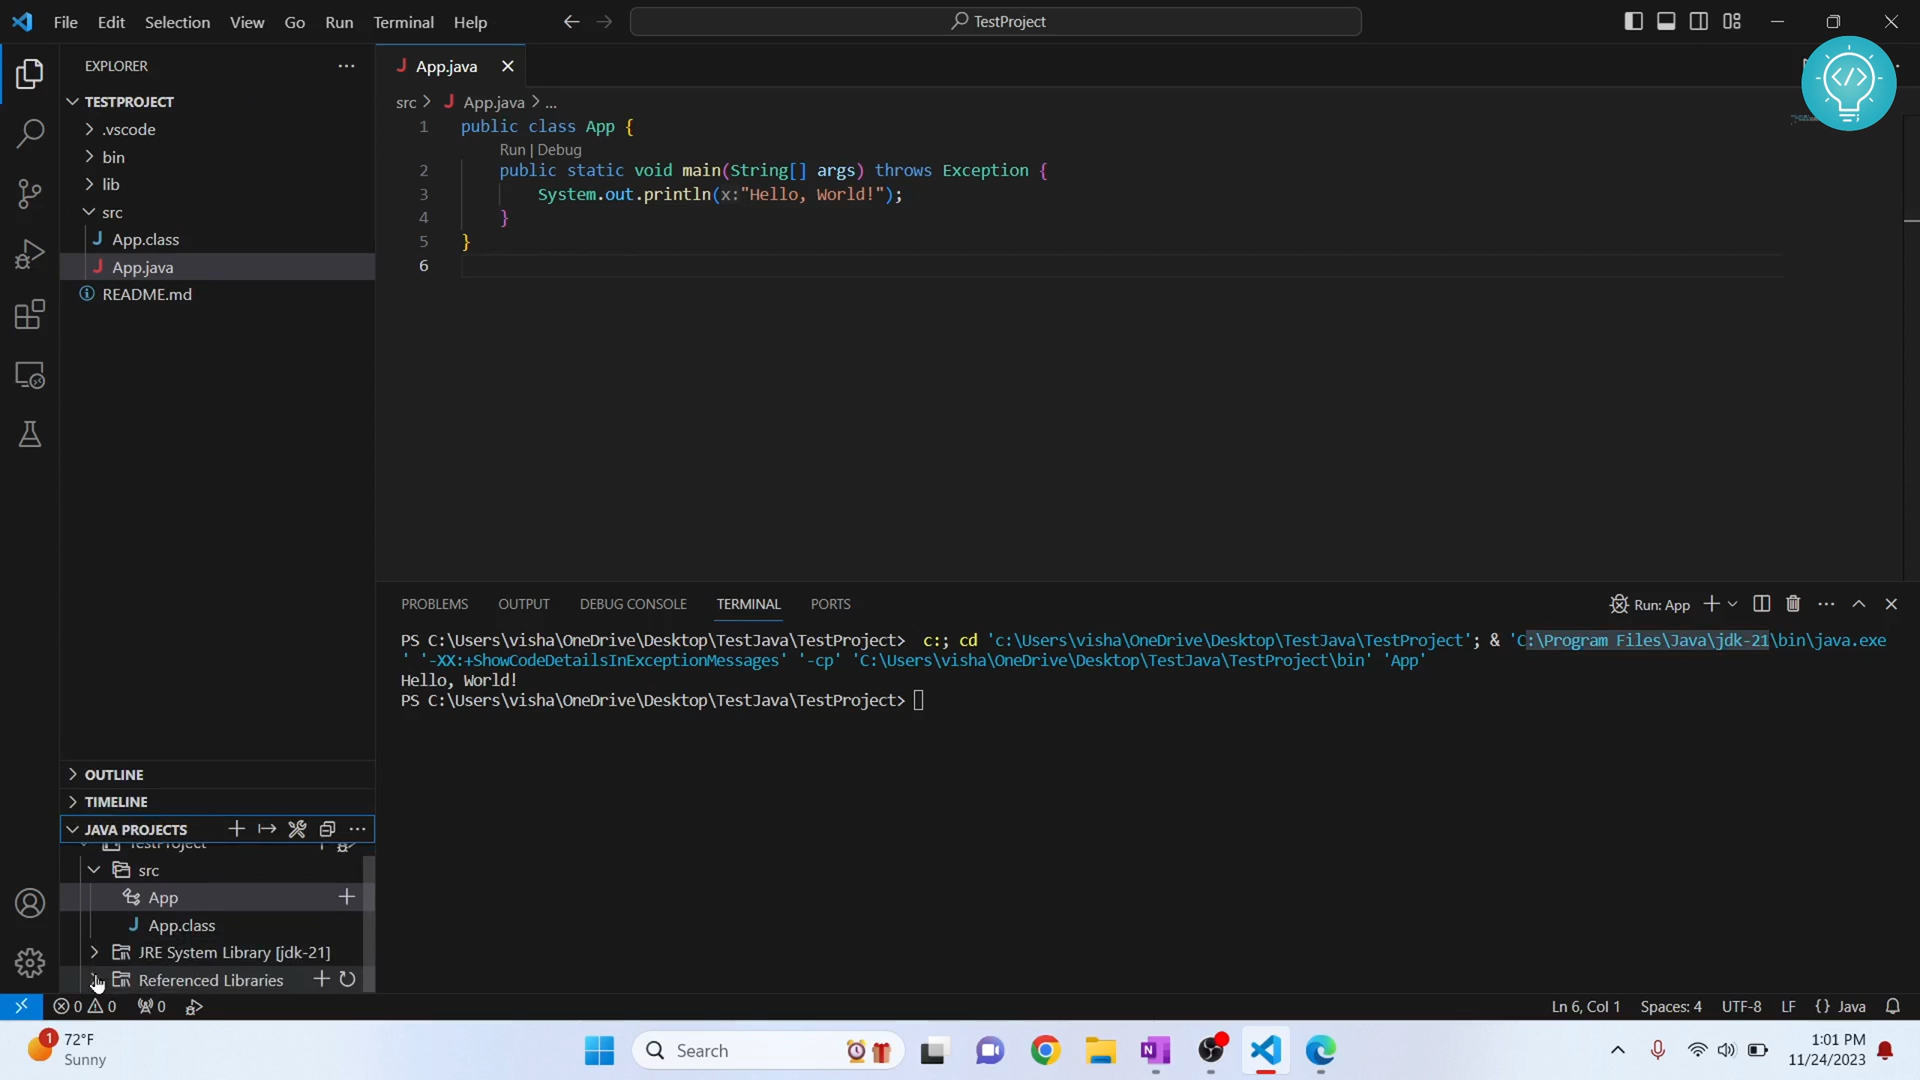 File Edit Selection View Go Run Terminal Help
TestProject
EXPLORER
App.java
TESTPROJECT
.vscode
bin
lib
src
App.class
App.java
README.md
src > App.java > ...
1 public class App {
Run | Debug
2 public static void main(String[] args) throws Exception {
3 System.out.println(x:"Hello, World!");
4 }
5 }
6
OUTLINE
TIMELINE
JAVA PROJECTS
TestProject
src
App
App.class
JRE System Library [jdk-21]
Referenced Libraries
PROBLEMS OUTPUT DEBUG CONSOLE TERMINAL PORTS
Run: App
PS C:\Users\visha\OneDrive\Desktop\TestJava\TestProject> c:; cd 'c:\Users\visha\OneDrive\Desktop\TestJava\TestProject'; & 'C:\Program Files\Java\jdk-21\bin\java.exe
' '-XX:+ShowCodeDetailsInExceptionMessages' '-cp' 'C:\Users\visha\OneDrive\Desktop\TestJava\TestProject\bin' 'App'
Hello, World!
PS C:\Users\visha\OneDrive\Desktop\TestJava\TestProject>
0 0 0
Ln 6, Col 1 Spaces: 4 UTF-8 LF {} Java
1
72°F
Sunny
Search
1:01 PM
11/24/2023